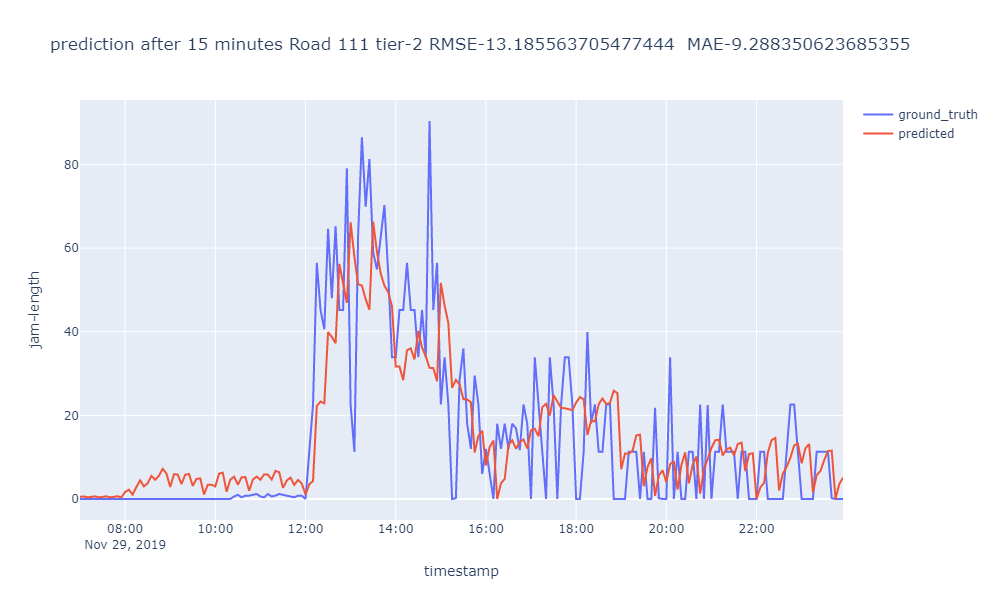 prediction after 15 minutes Road 111 tier-2 RMSE-13.185563705477444  MAE-9.288350623685355
ground_truth
predicted
80
60
40
20
0
jam-length
08:00 10:00 12:00 14:00 16:00 18:00 20:00 22:00
Nov 29, 2019
timestamp